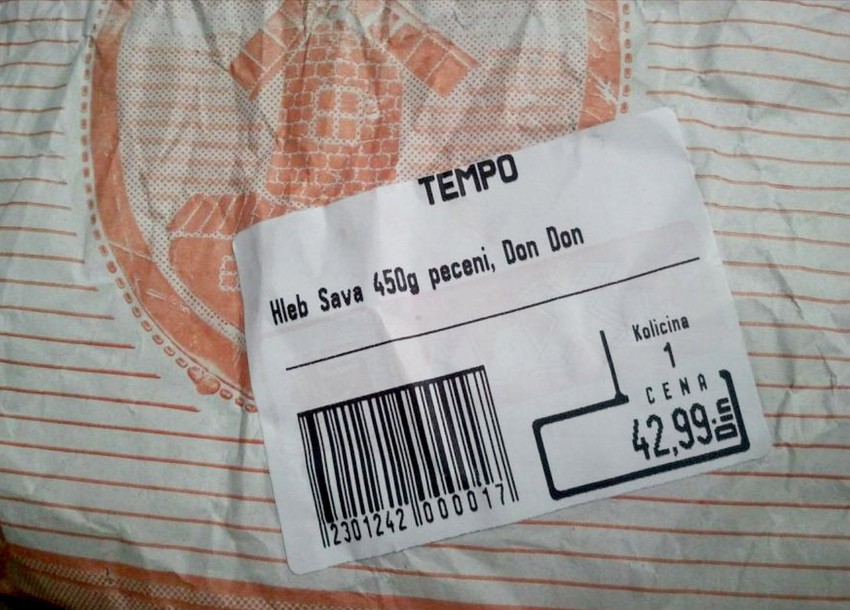 TEMPO
Hleb Sava 450g peceni, Don Don
Kolicina
1
CENA
42,99 Din
2301242 000017